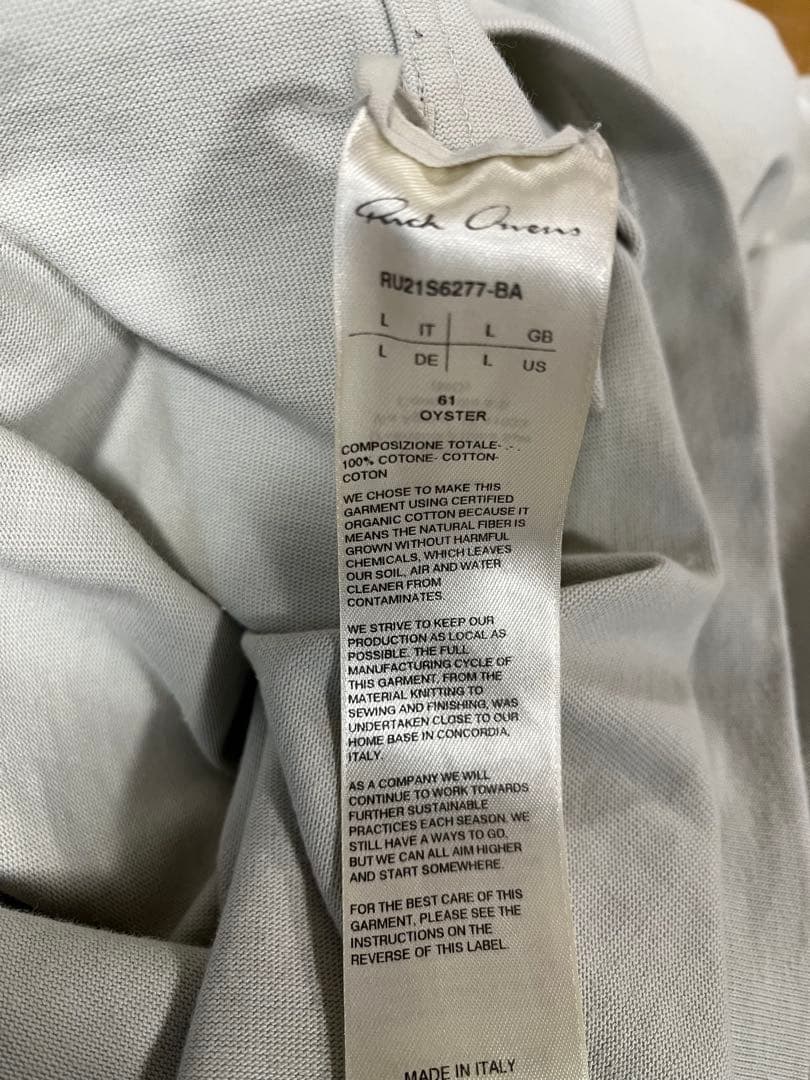 Rick Owens
RU21S6277-BA
L IT L GB
L DE L US
61
OYSTER
COMPOSIZIONE TOTALE-
100% COTONE- COTTON-
COTON
WE CHOSE TO MAKE THIS
GARMENT USING CERTIFIED
ORGANIC COTTON BECAUSE IT
MEANS THE NATURAL FIBER IS
GROWN WITHOUT HARMFUL
CHEMICALS, WHICH LEAVES
OUR SOIL, AIR AND WATER
CLEANER FROM
CONTAMINATES.
WE STRIVE TO KEEP OUR
PRODUCTION AS LOCAL AS
POSSIBLE. THE FULL
MANUFACTURING CYCLE OF
THIS GARMENT, FROM THE
MATERIAL KNITTING TO
SEWING AND FINISHING, WAS
UNDERTAKEN CLOSE TO OUR
HOME BASE IN CONCORDIA,
ITALY.
AS A COMPANY WE WILL
CONTINUE TO WORK TOWARDS
FURTHER SUSTAINABLE
PRACTICES EACH SEASON. WE
STILL HAVE A WAYS TO GO,
BUT WE CAN ALL AIM HIGHER
AND START SOMEWHERE.
FOR THE BEST CARE OF THIS
GARMENT, PLEASE SEE THE
INSTRUCTIONS ON THE
REVERSE OF THIS LABEL.
MADE IN ITALY